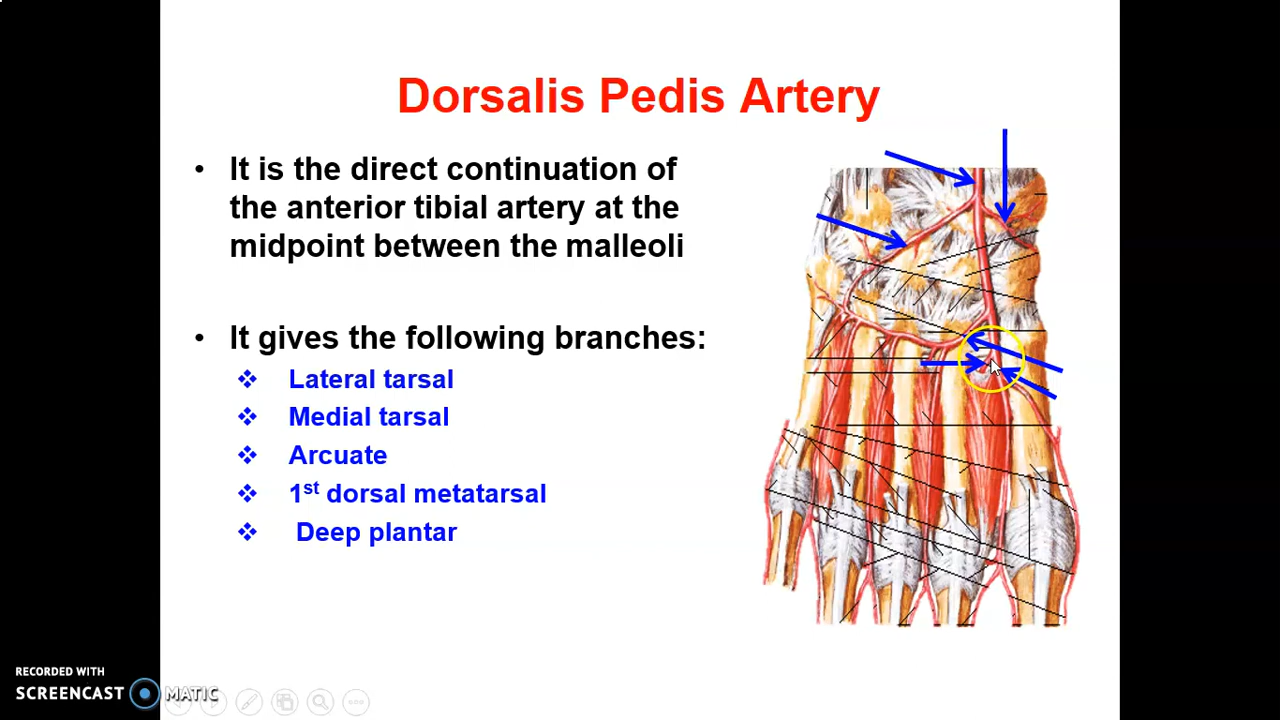 Dorsalis Pedis Artery
• It is the direct continuation of
the anterior tibial artery at the
midpoint between the malleoli
• It gives the following branches:
❖ Lateral tarsal
❖ Medial tarsal
❖ Arcuate
❖ 1st dorsal metatarsal
❖ Deep plantar
RECORDED WITH
SCREENCAST MATIC